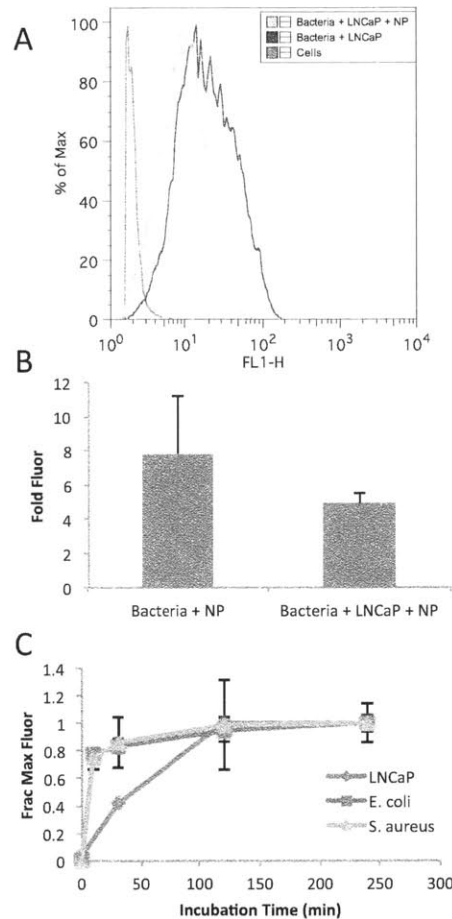 A
Bacteria + LNCaP + NP
Bacteria + LNCaP
Cells
% of Max
100
80
60
40
20
0
10⁰
10¹
10²
10³
10⁴
FL1-H
B
Fold Fluor
12
10
8
6
4
2
0
Bacteria + NP
Bacteria + LNCaP + NP
C
Frac Max Fluor
1.4
1.2
1
0.8
0.6
0.4
0.2
0
LNCaP
E. coli
S. aureus
0
50
100
150
200
250
300
Incubation Time (min)